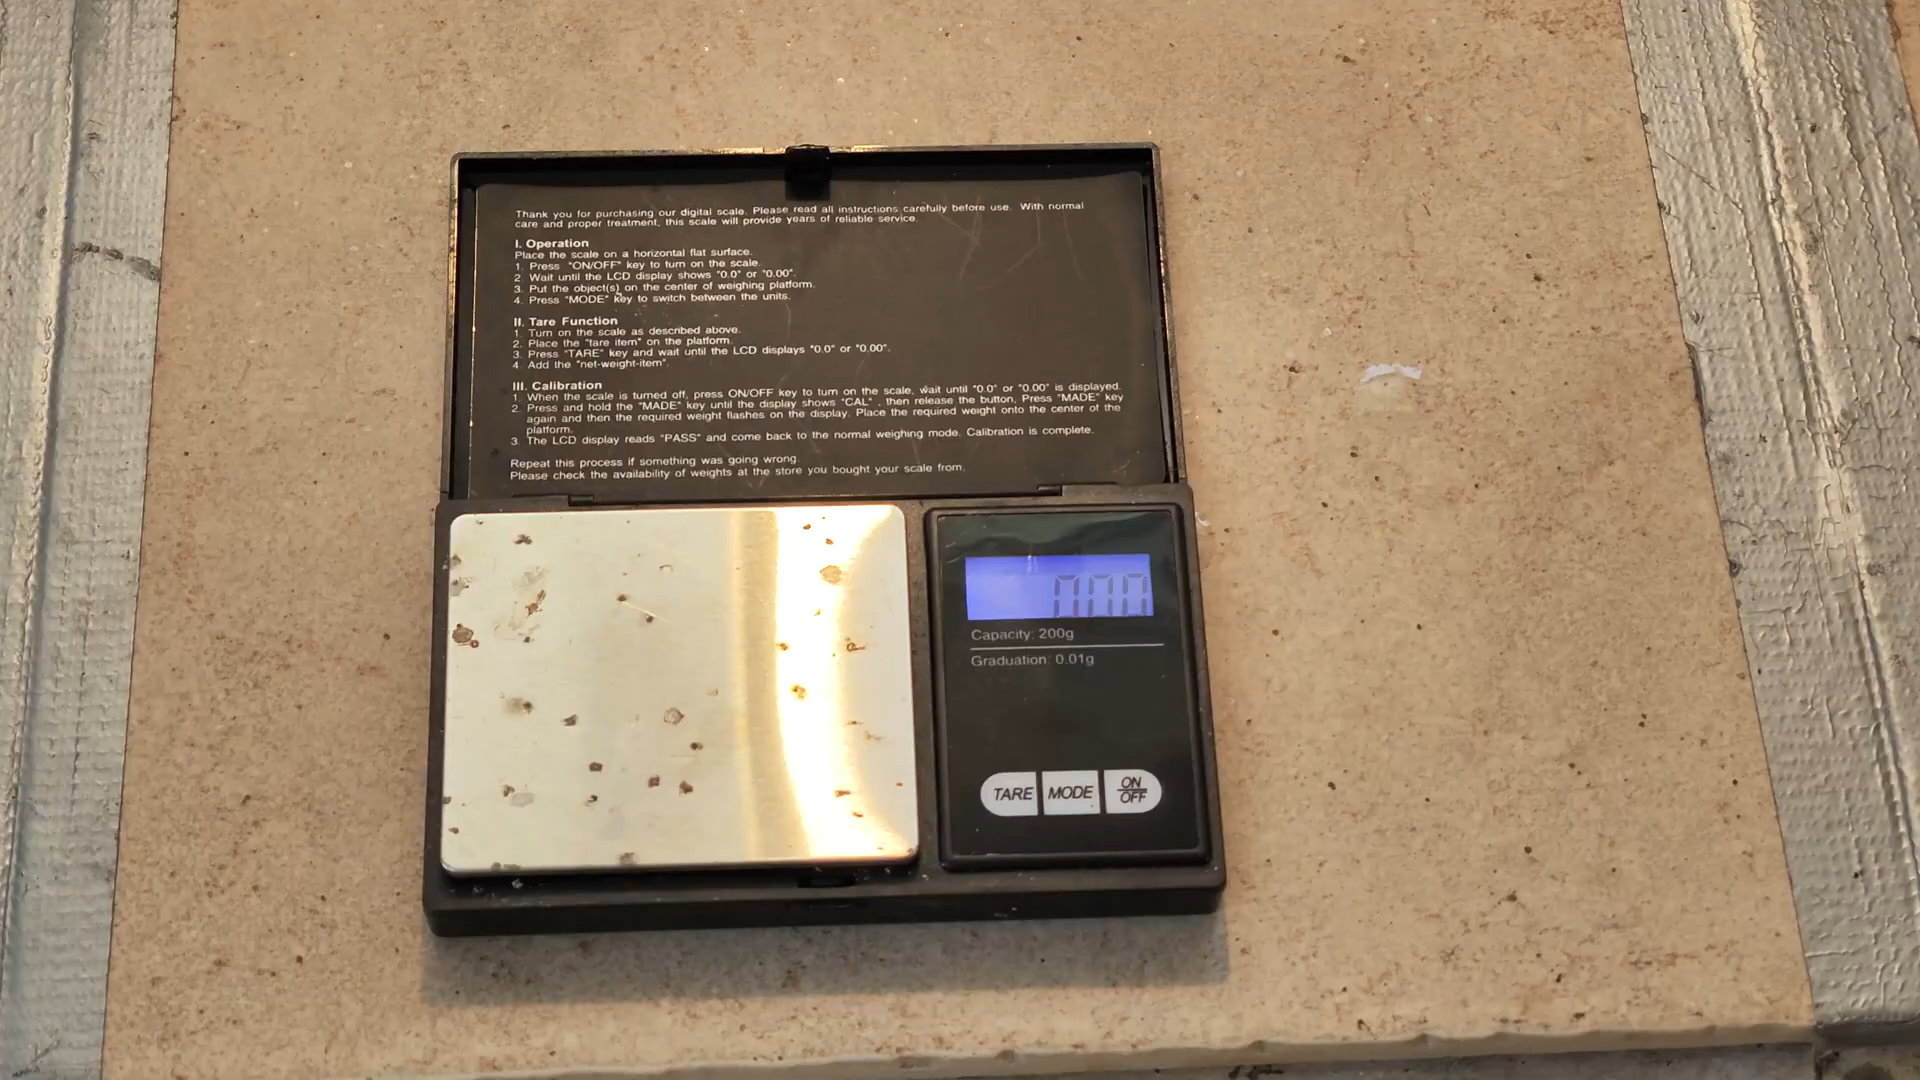 Thank you for purchasing our digital scale. Please read all instructions carefully before use. With normal
care and proper treatment, this scale will provide years of reliable service.
I. Operation
Place the scale on a horizontal flat surface.
1. Press "ON/OFF" key to turn on the scale.
2. Wait until the LCD display shows "0.0" or "0.00".
3. Put the object(s) on the center of weighing platform.
4. Press "MODE" key to switch between the units.
II. Tare Function
1. Turn on the scale as described above.
2. Place the "tare item" on the platform.
3. Press "TARE" key and wait until the LCD displays "0.0" or "0.00".
4. Add the "net-weight-item".
III. Calibration
1. When the scale is turned off, press ON/OFF key to turn on the scale, wait until "0.0" or "0.00" is displayed.
2. Press and hold the "MADE" key until the display shows "CAL" , then release the button, Press "MADE" key
again and then the required weight flashes on the display. Place the required weight onto the center of the
platform.
3. The LCD display reads "PASS" and come back to the normal weighing mode. Calibration is complete.
Repeat this process if something was going wrong.
Please check the availability of weights at the store you bought your scale from.
000
Capacity: 200g
Graduation: 0.01g
TARE MODE ON/OFF